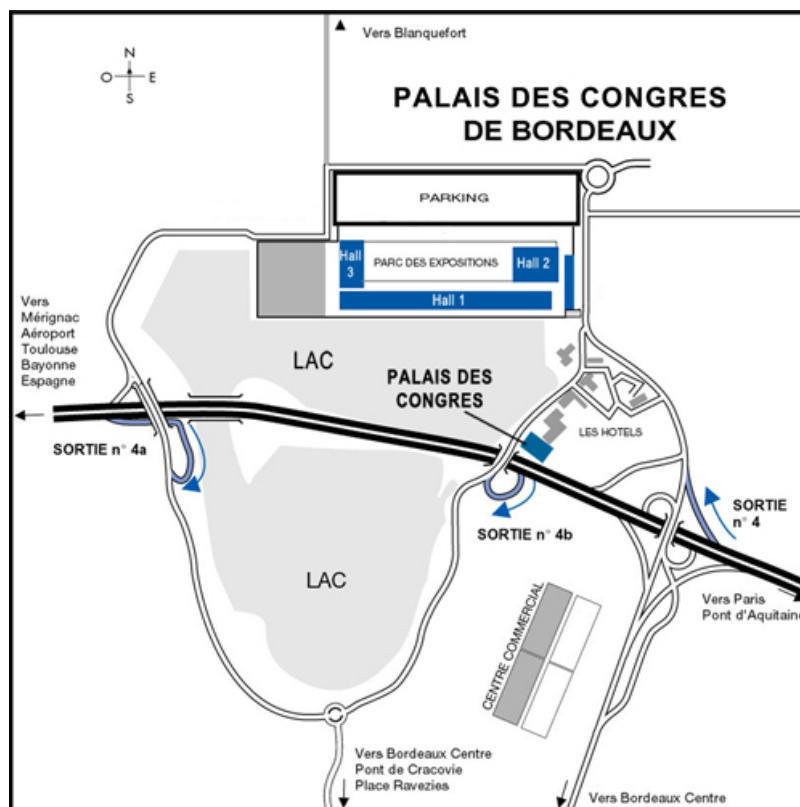 Vers Blanquefort
N
O E
S
PALAIS DES CONGRES
DE BORDEAUX
PARKING
Hall
3
PARC DES EXPOSITIONS
Hall 2
Hall 1
Vers
Mérignac
Aéroport
Toulouse
Bayonne
Espagne
LAC
PALAIS DES
CONGRES
LES HOTELS
SORTIE n° 4a
SORTIE
n° 4
SORTIE n° 4b
LAC
Vers Paris
Pont d'Aquitaine
CENTRE COMMERCIAL
Vers Bordeaux Centre
Pont de Cracovie
Place Ravezies
Vers Bordeaux Centre